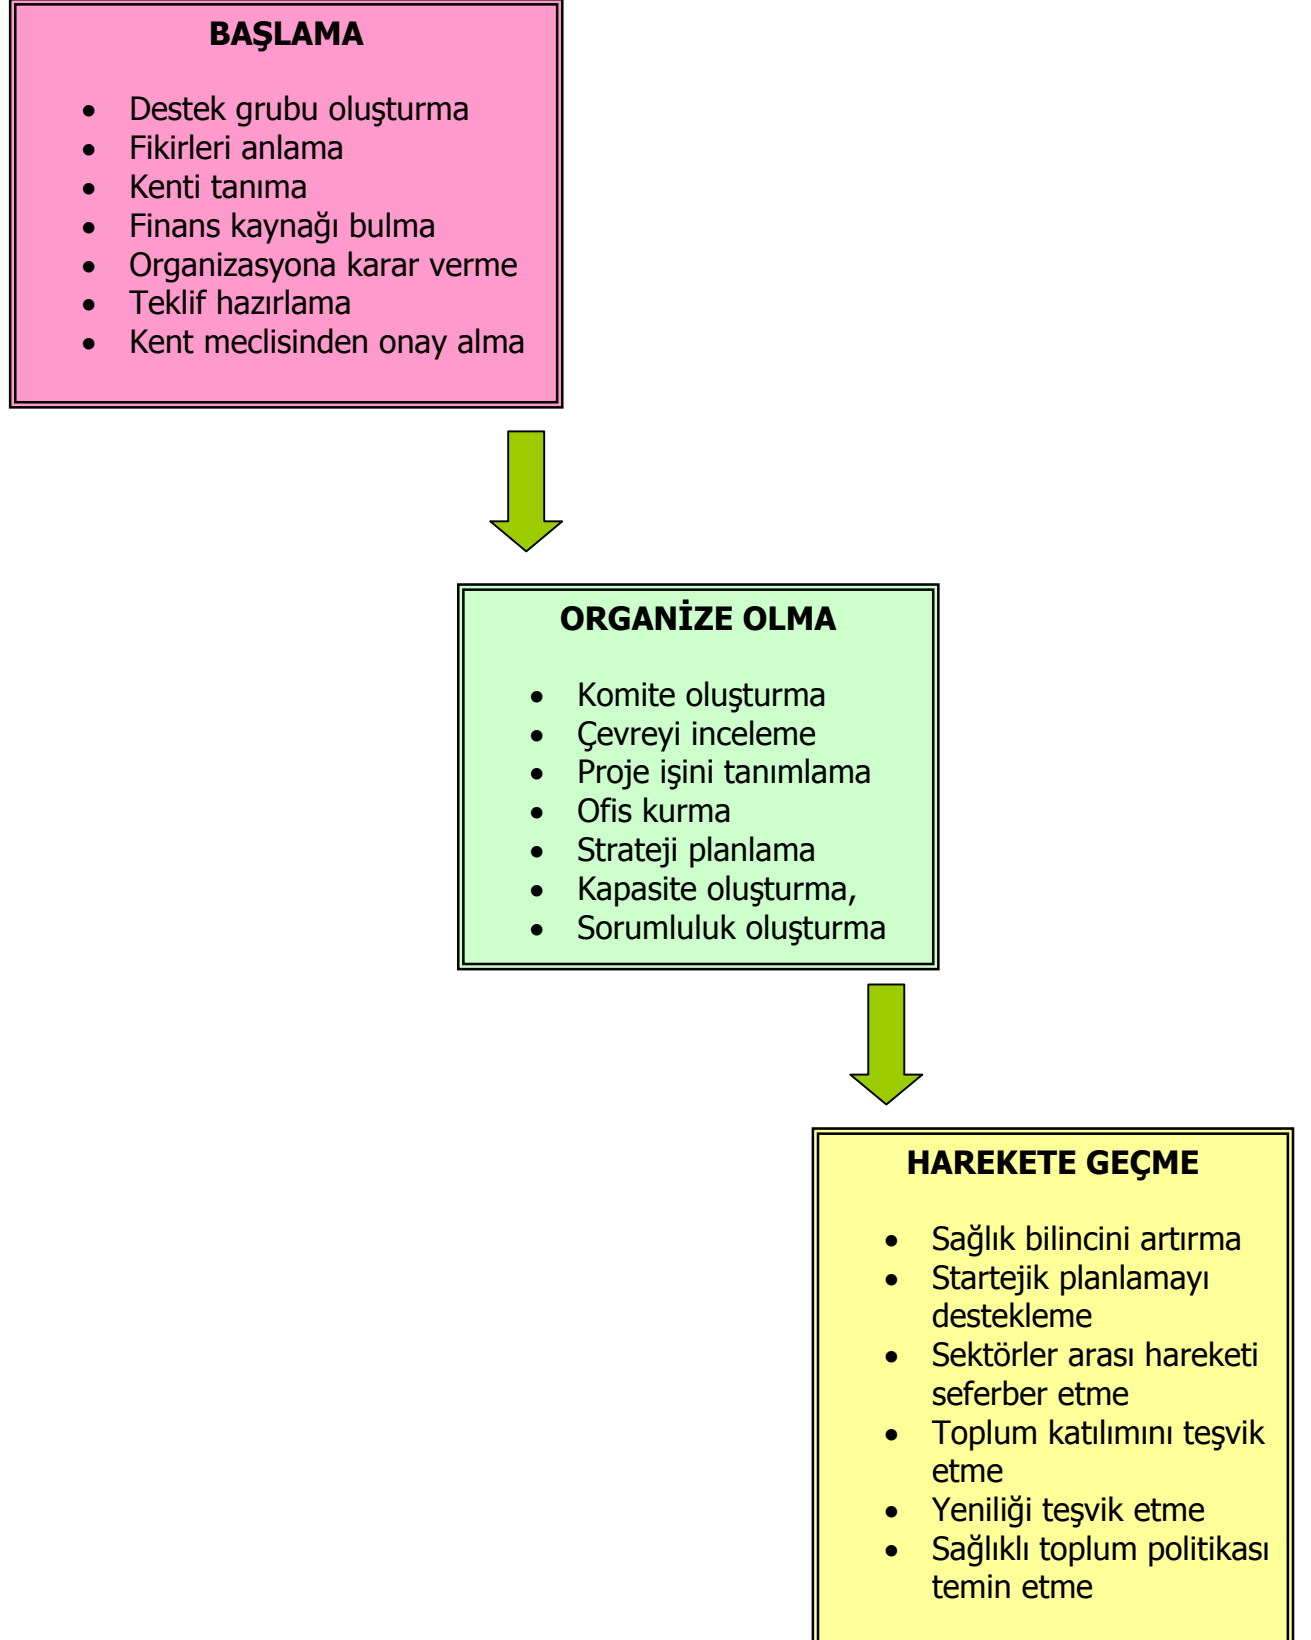 BAŞLAMA
• Destek grubu oluşturma
• Fikirleri anlama
• Kenti tanıma
• Finans kaynağı bulma
• Organizasyona karar verme
• Teklif hazırlama
• Kent meclisinden onay alma
ORGANİZE OLMA
• Komite oluşturma
• Çevreyi inceleme
• Proje işini tanımlama
• Ofis kurma
• Strateji planlama
• Kapasite oluşturma,
• Sorumluluk oluşturma
HAREKETE GEÇME
• Sağlık bilincini artırma
• Startejik planlamayı
destekleme
• Sektörler arası hareketi
seferber etme
• Toplum katılımını teşvik
etme
• Yeniliği teşvik etme
• Sağlıklı toplum politikası
temin etme